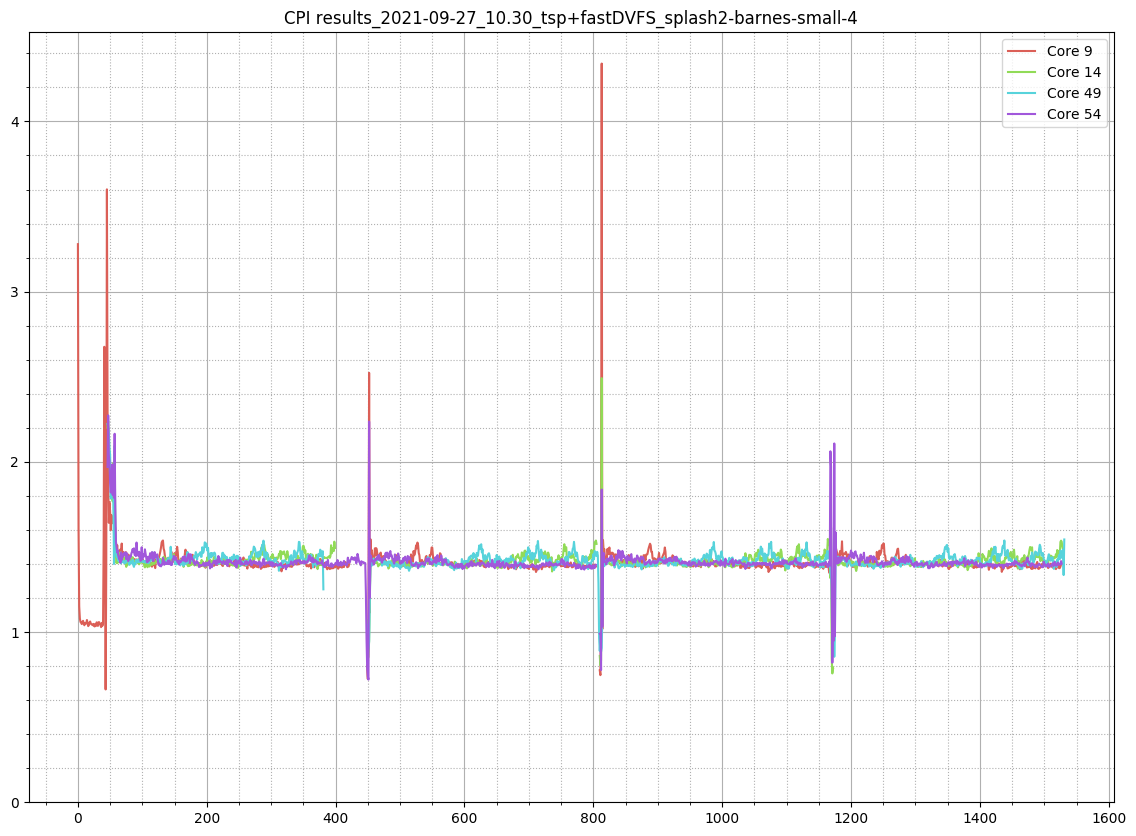 CPI results_2021-09-27_10.30_tsp+fastDVFS_splash2-barnes-small-4
Core 9
Core 14
Core 49
Core 54
4
3
2
1
0
0 200 400 600 800 1000 1200 1400 1600